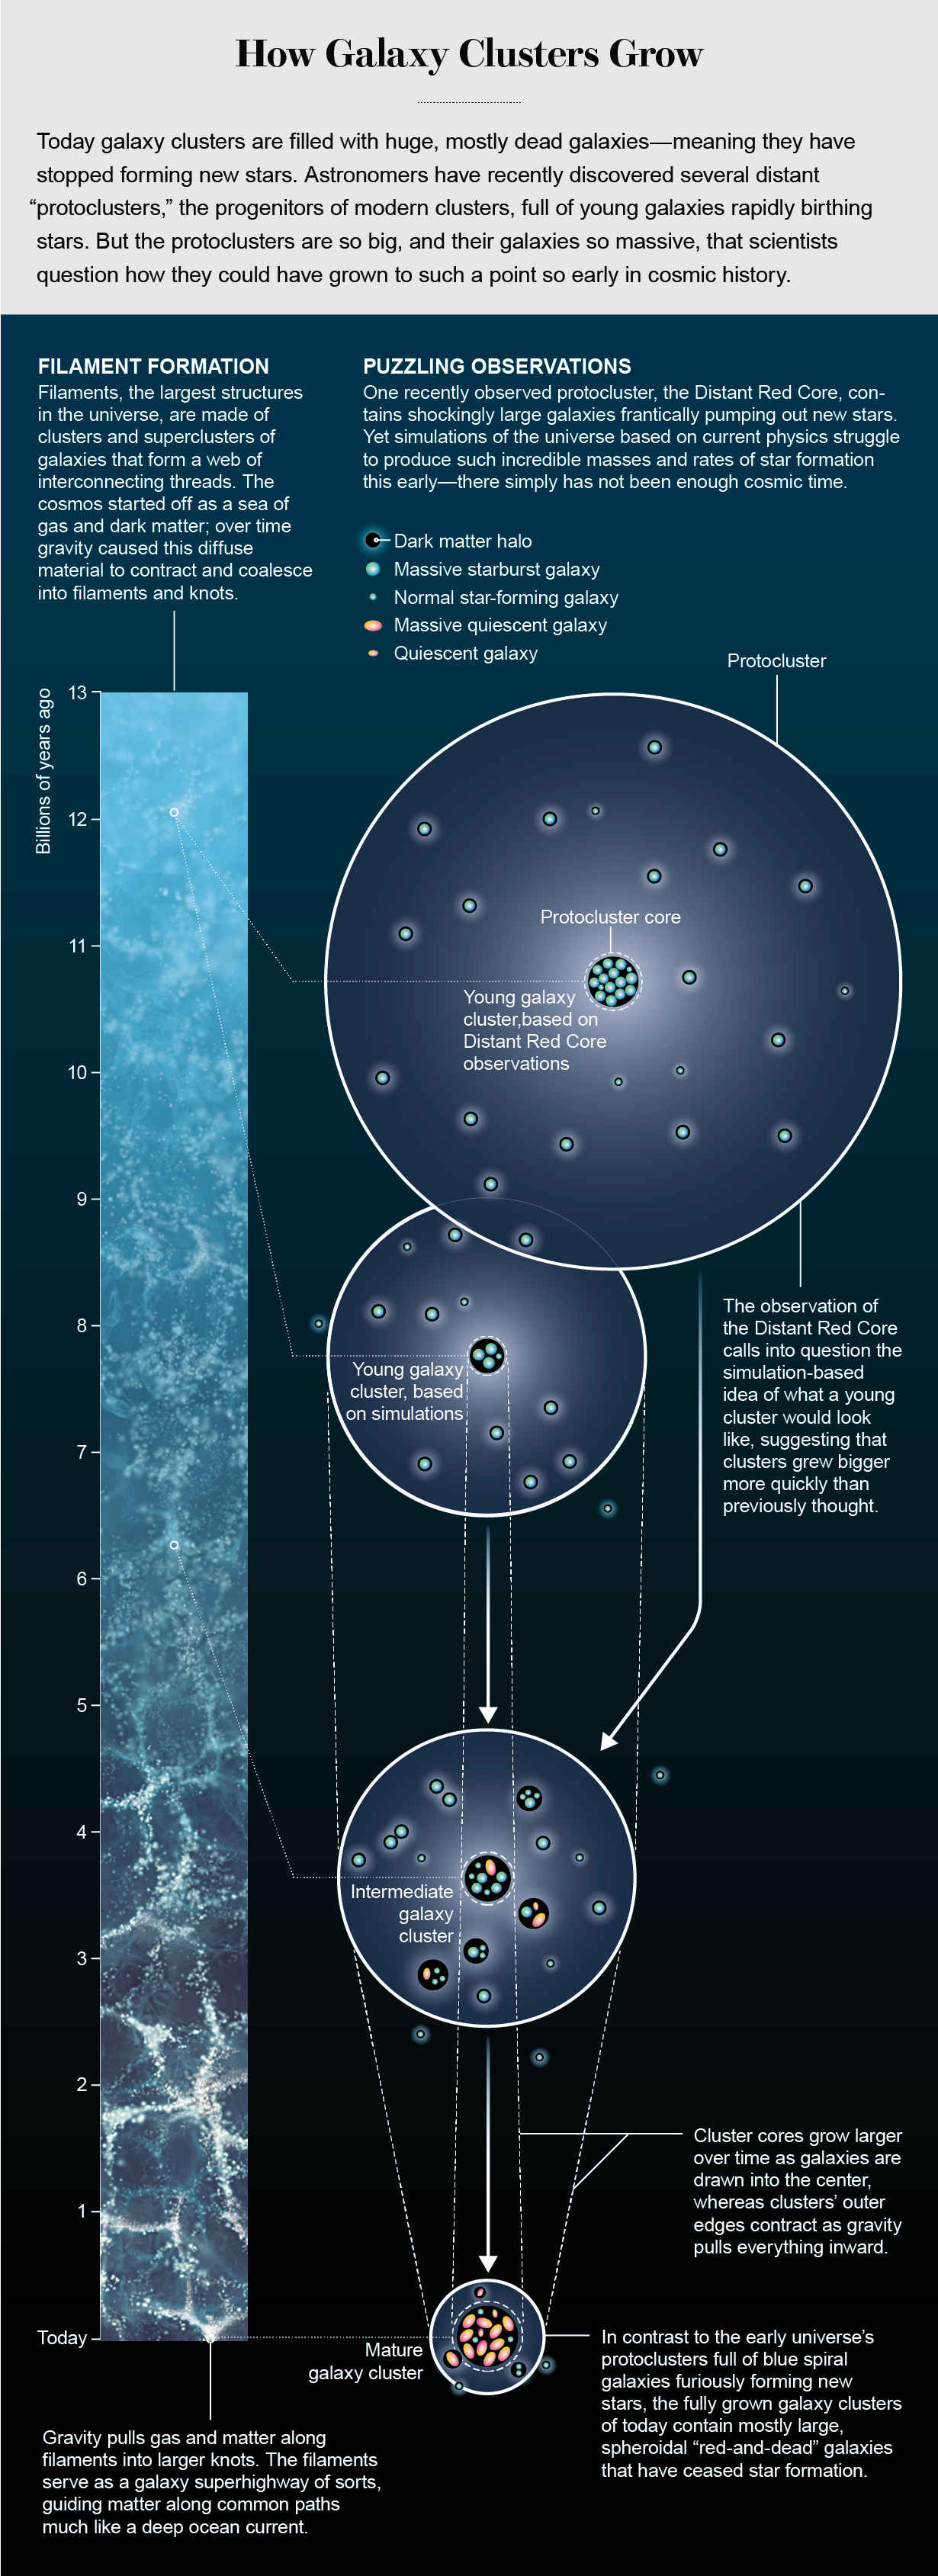 How Galaxy Clusters Grow
Today galaxy clusters are filled with huge, mostly dead galaxies—meaning they have
stopped forming new stars. Astronomers have recently discovered several distant
“protoclusters,” the progenitors of modern clusters, full of young galaxies rapidly birthing
stars. But the protoclusters are so big, and their galaxies so massive, that scientists
question how they could have grown to such a point so early in cosmic history.
FILAMENT FORMATION
Filaments, the largest structures
in the universe, are made of
clusters and superclusters of
galaxies that form a web of
interconnecting threads. The
cosmos started off as a sea of
gas and dark matter; over time
gravity caused this diffuse
material to contract and coalesce
into filaments and knots.
PUZZLING OBSERVATIONS
One recently observed protocluster, the Distant Red Core, con-
tains shockingly large galaxies frantically pumping out new stars.
Yet simulations of the universe based on current physics struggle
to produce such incredible masses and rates of star formation
this early—there simply has not been enough cosmic time.
Dark matter halo
Massive starburst galaxy
Normal star-forming galaxy
Massive quiescent galaxy
Quiescent galaxy
Protocluster
Billions of years ago
13
12
11
10
9
8
7
6
5
4
3
2
1
Today
Protocluster core
Young galaxy
cluster,based on
Distant Red Core
observations
Young galaxy
cluster, based
on simulations
The observation of
the Distant Red Core
calls into question the
simulation-based
idea of what a young
cluster would look
like, suggesting that
clusters grew bigger
more quickly than
previously thought.
Intermediate
galaxy
cluster
Cluster cores grow larger
over time as galaxies are
drawn into the center,
whereas clusters’ outer
edges contract as gravity
pulls everything inward.
Mature
galaxy cluster
In contrast to the early universe’s
protoclusters full of blue spiral
galaxies furiously forming new
stars, the fully grown galaxy clusters
of today contain mostly large,
spheroidal “red-and-dead” galaxies
that have ceased star formation.
Gravity pulls gas and matter along
filaments into larger knots. The filaments
serve as a galaxy superhighway of sorts,
guiding matter along common paths
much like a deep ocean current.